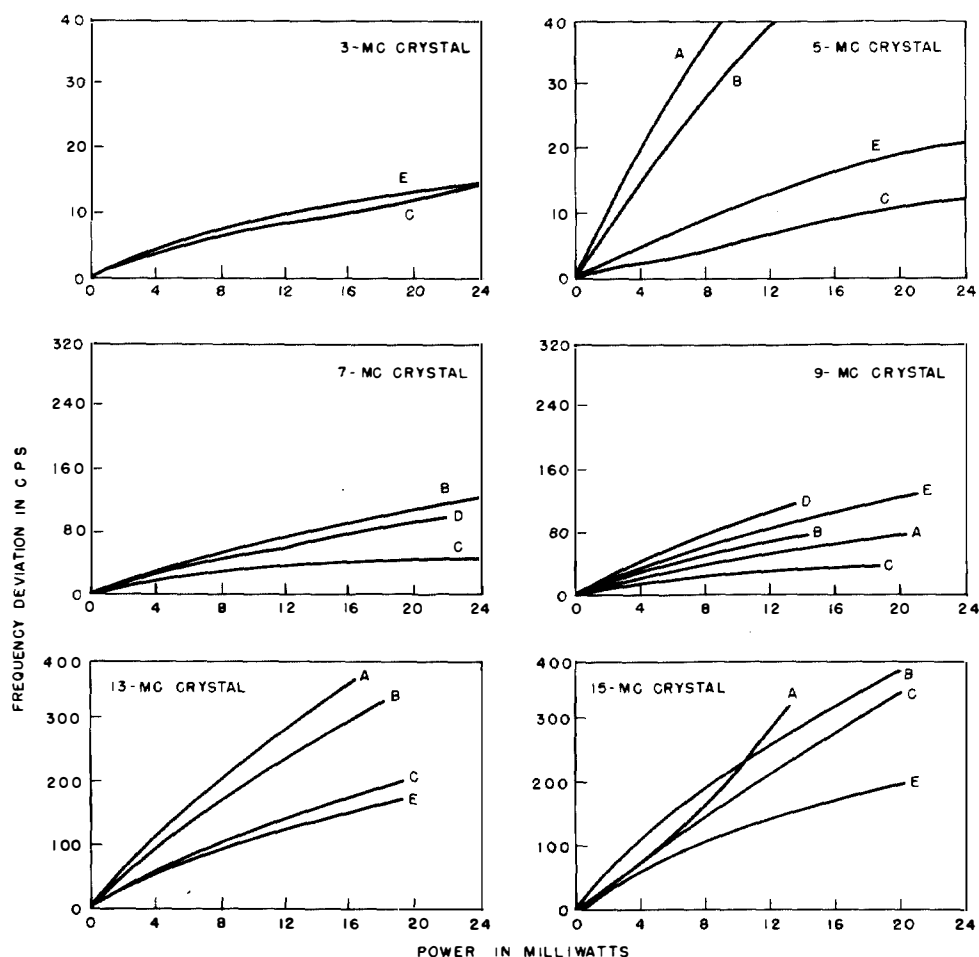 3-MC CRYSTAL
40
30
20
10
0
E
C
0 4 8 12 16 20 24
5-MC CRYSTAL
40
30
20
10
0
A
B
E
C
0 4 8 12 16 20 24
7-MC CRYSTAL
320
240
160
80
0
B
D
C
0 4 8 12 16 20 24
9-MC CRYSTAL
320
240
160
80
0
D
E
B
A
C
0 4 8 12 16 20 24
13-MC CRYSTAL
400
300
200
100
0
A
B
C
E
0 4 8 12 16 20 24
15-MC CRYSTAL
400
300
200
100
0
A
B
C
E
0 4 8 12 16 20 24
FREQUENCY DEVIATION IN CPS
POWER IN MILLIWATTS